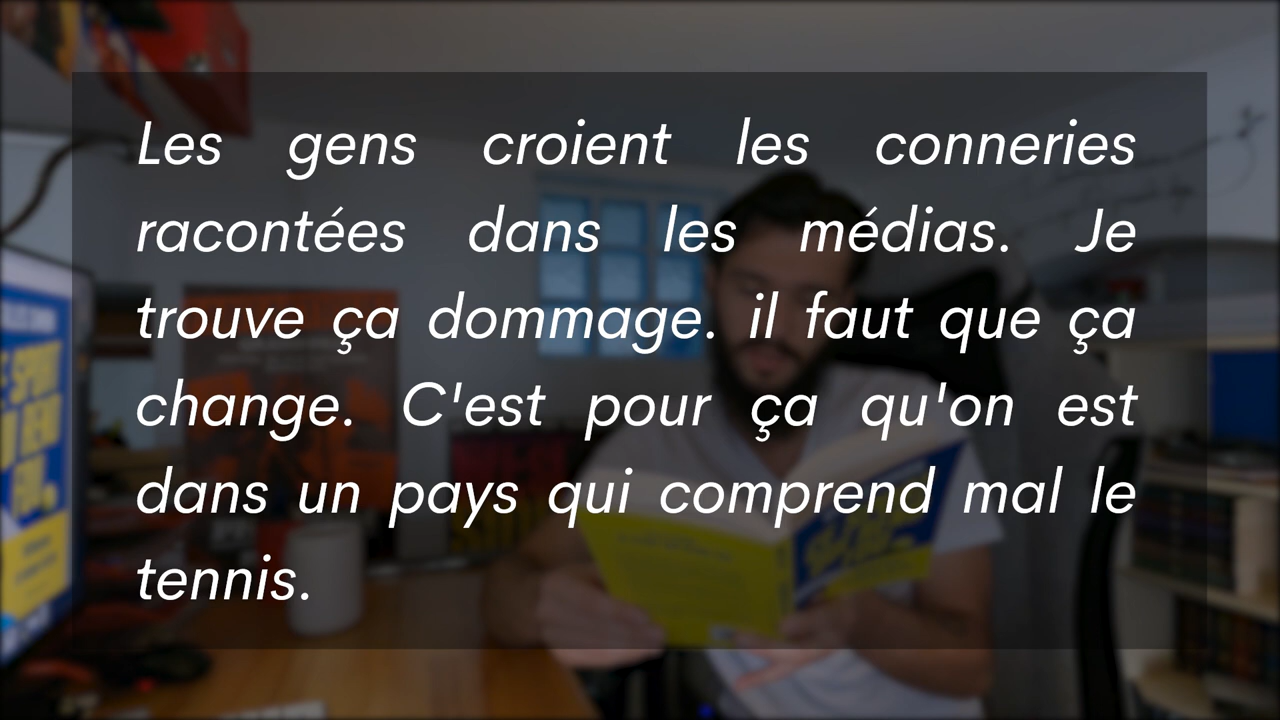 Les gens croient les conneries
racontées dans les médias. Je
trouve ça dommage. il faut que ça
change. C'est pour ça qu'on est
dans un pays qui comprend mal le
tennis.